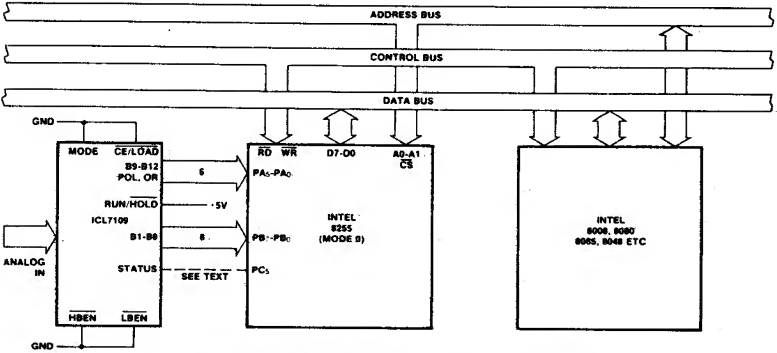 ADDRESS BUS
CONTROL BUS
DATA BUS
GND
MODE
CE/LOAD
B9-B12
POL, OR
6
RUN/HOLD
5V
ICL7109
B1-B8
8
ANALOG
IN
STATUS
SEE TEXT
HBEN
LBEN
GND
RD WR
D7-D0
A0-A1
CS
PA5-PA0
INTEL
8255
(MODE 0)
PB7-PB0
PC5
INTEL
8008, 8080
8085, 8048 ETC